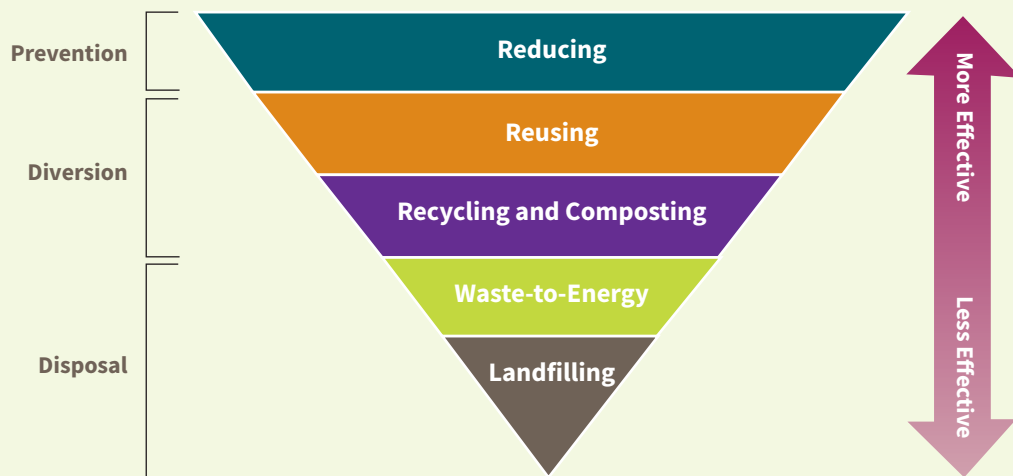 Prevention
Reducing
Diversion
Reusing
Recycling and Composting
Disposal
Waste-to-Energy
Landfilling
More Effective
Less Effective